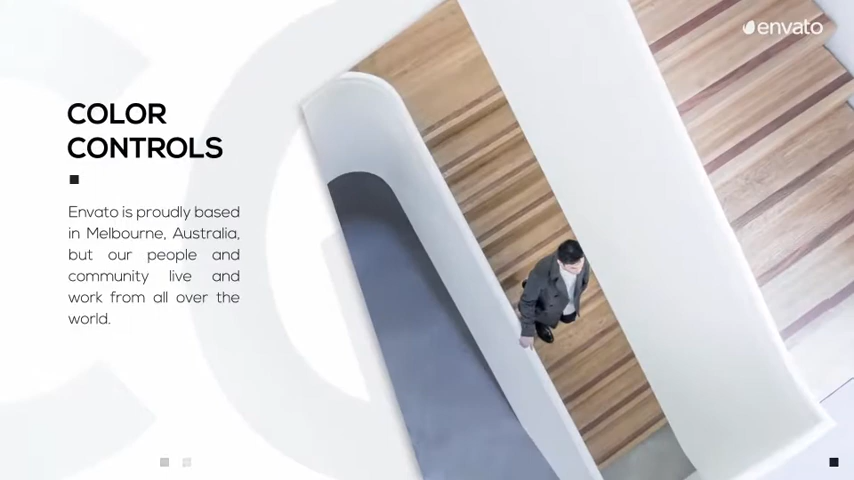 envato
COLOR
CONTROLS
Envato is proudly based
in Melbourne, Australia,
but our people and
community live and
work from all over the
world.